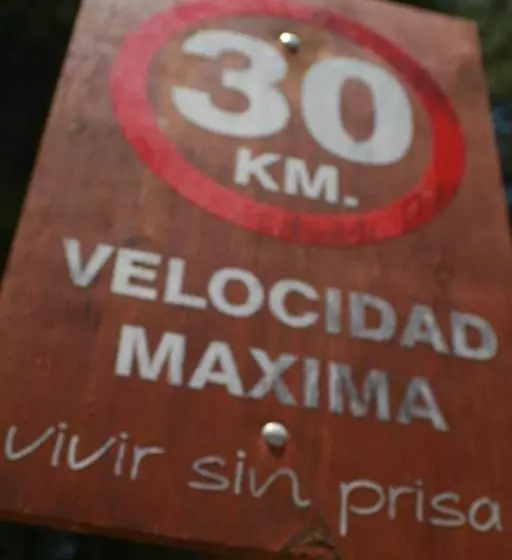 30
KM.
VELOCIDAD
MAXIMA
vivir sin prisa